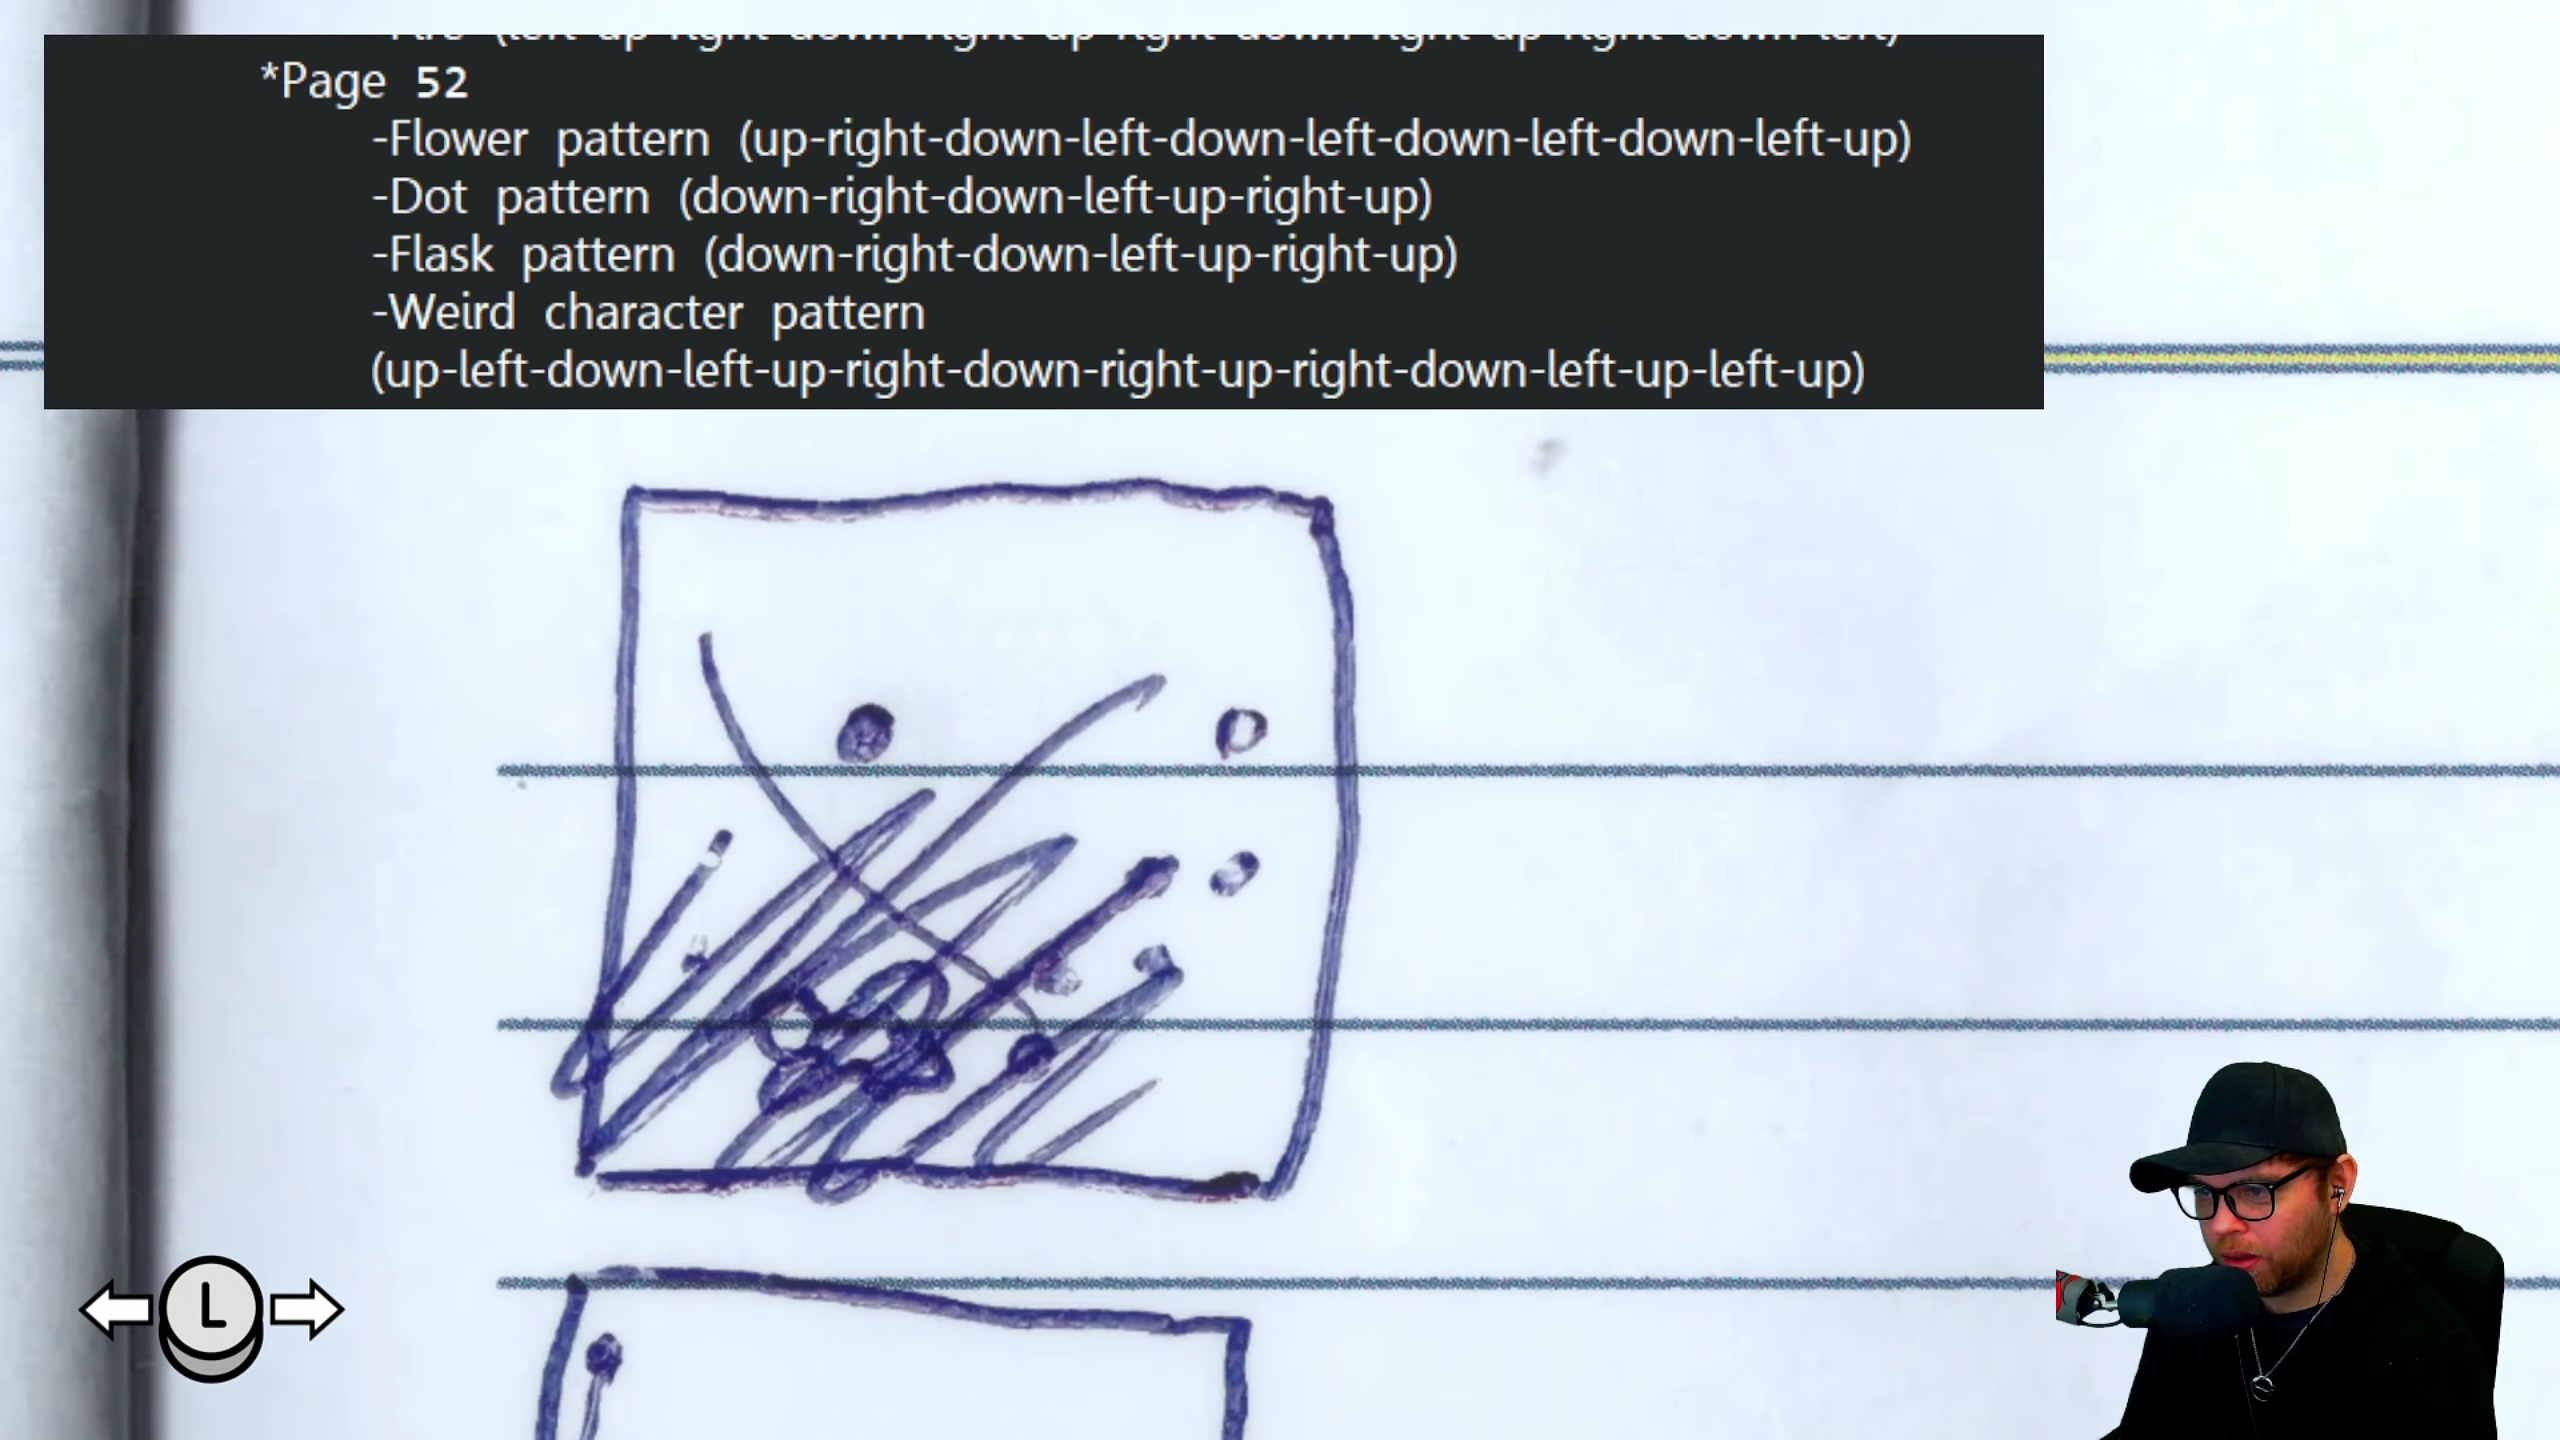 *Page 52
-Flower pattern (up-right-down-left-down-left-down-left-down-left-up)
-Dot pattern (down-right-down-left-up-right-up)
-Flask pattern (down-right-down-left-up-right-up)
-Weird character pattern
(up-left-down-left-up-right-down-right-up-right-down-left-up-left-up)
L